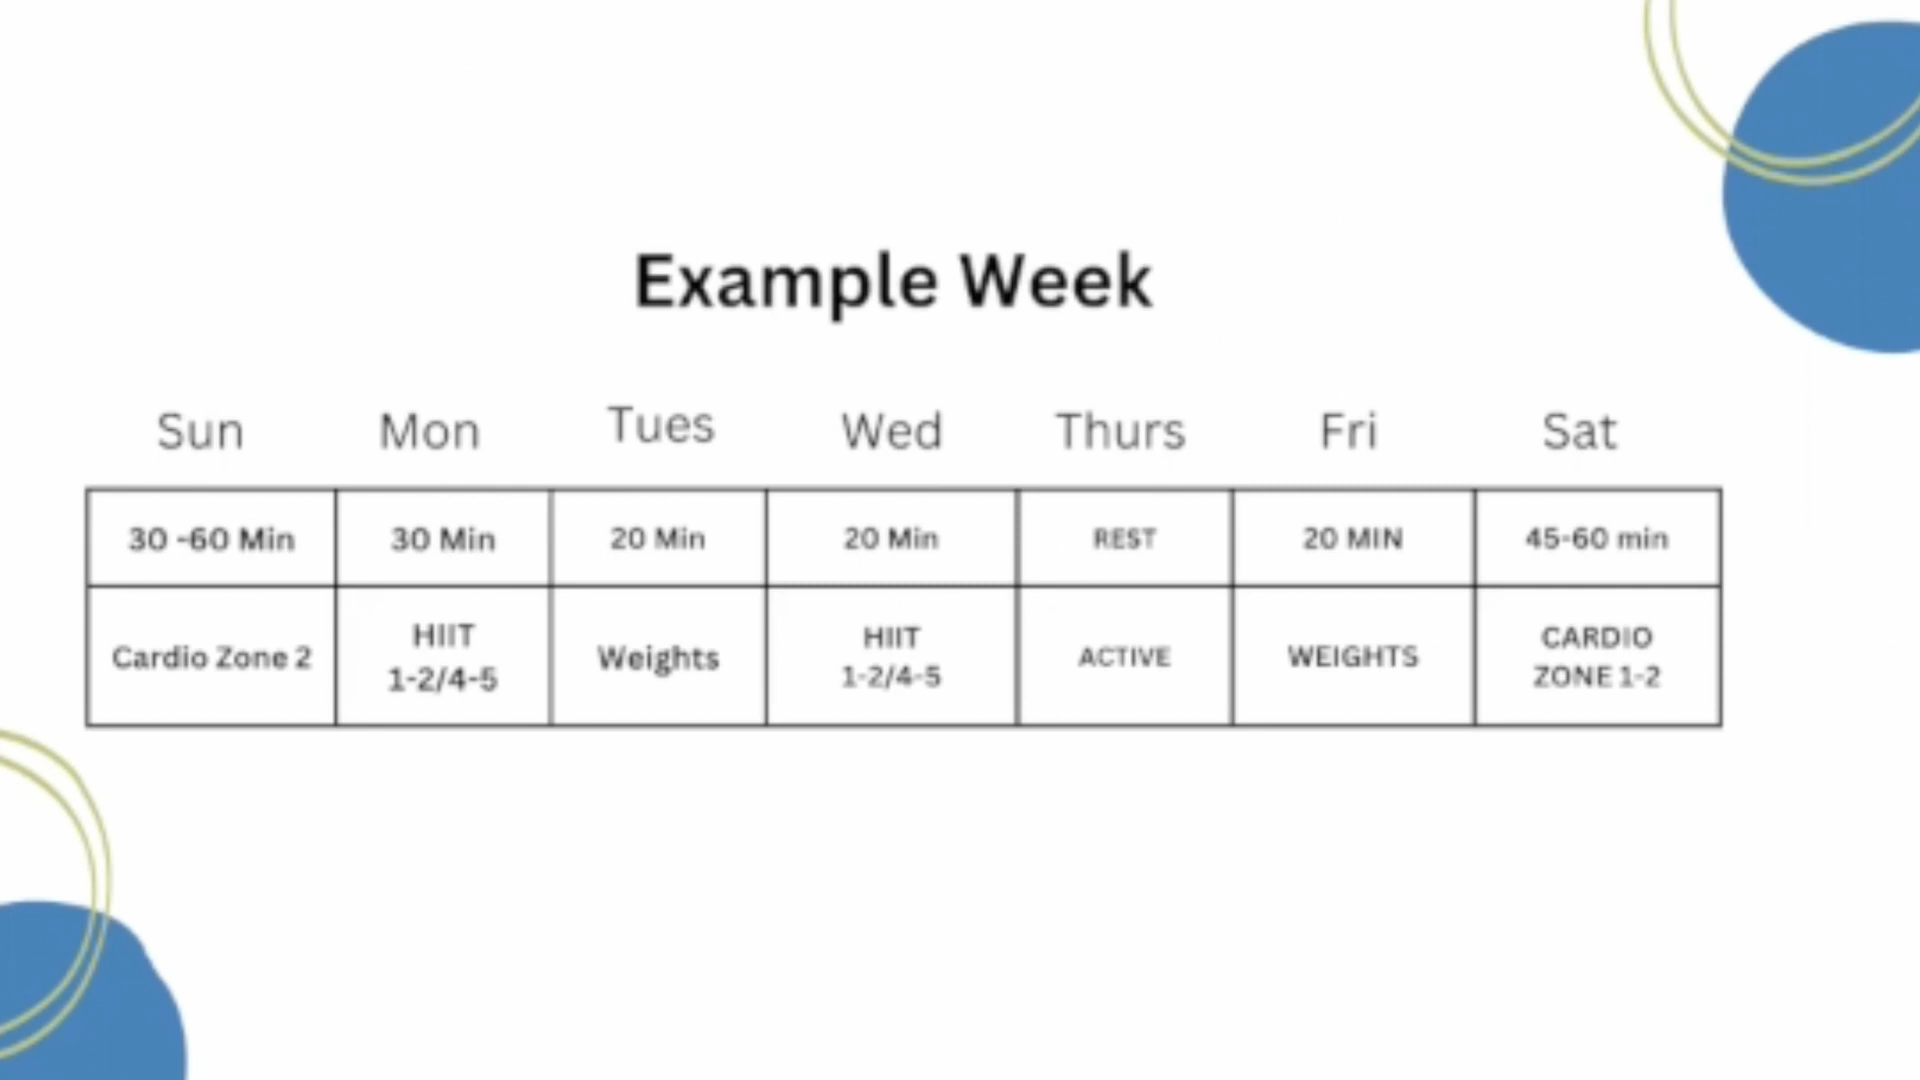 Example Week
Sun Mon Tues Wed Thurs Fri Sat
30 -60 Min 30 Min 20 Min 20 Min REST 20 MIN 45-60 min
Cardio Zone 2
HIIT
1-2/4-5
Weights
HIIT
1-2/4-5
ACTIVE
WEIGHTS
CARDIO
ZONE 1-2